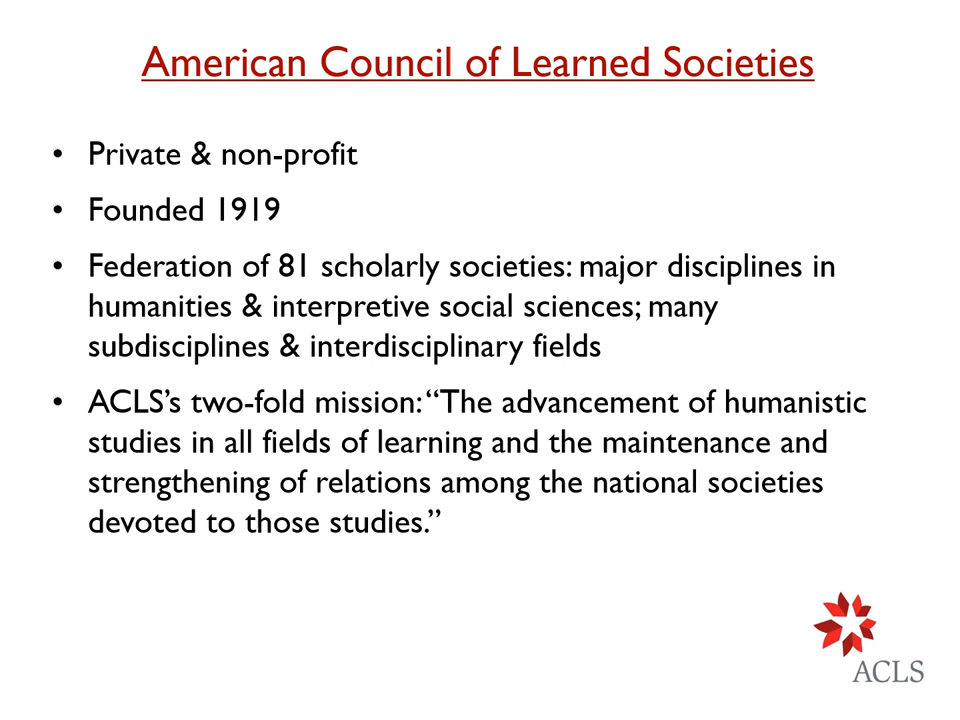 American Council of Learned Societies
• Private & non-profit
• Founded 1919
• Federation of 81 scholarly societies: major disciplines in
humanities & interpretive social sciences; many
subdisciplines & interdisciplinary fields
• ACLS’s two-fold mission: “The advancement of humanistic
studies in all fields of learning and the maintenance and
strengthening of relations among the national societies
devoted to those studies.”
ACLS